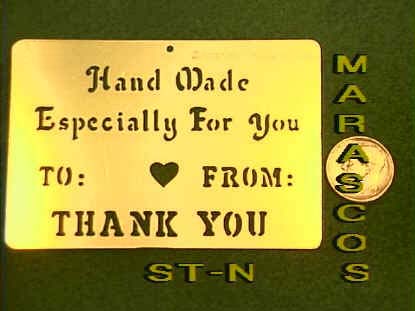 Hand Made
Especially For You
TO: FROM:
THANK YOU
MARASCOS
ST-N